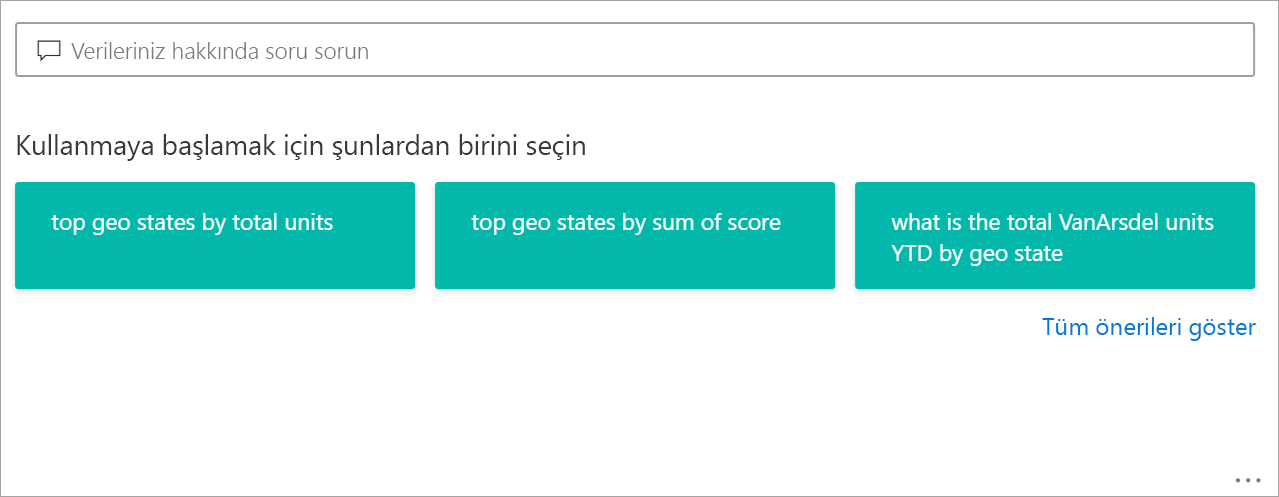 Verileriniz hakkında soru sorun
Kullanmaya başlamak için şunlardan birini seçin
top geo states by total units
top geo states by sum of score
what is the total VanArsdel units
YTD by geo state
Tüm önerileri göster